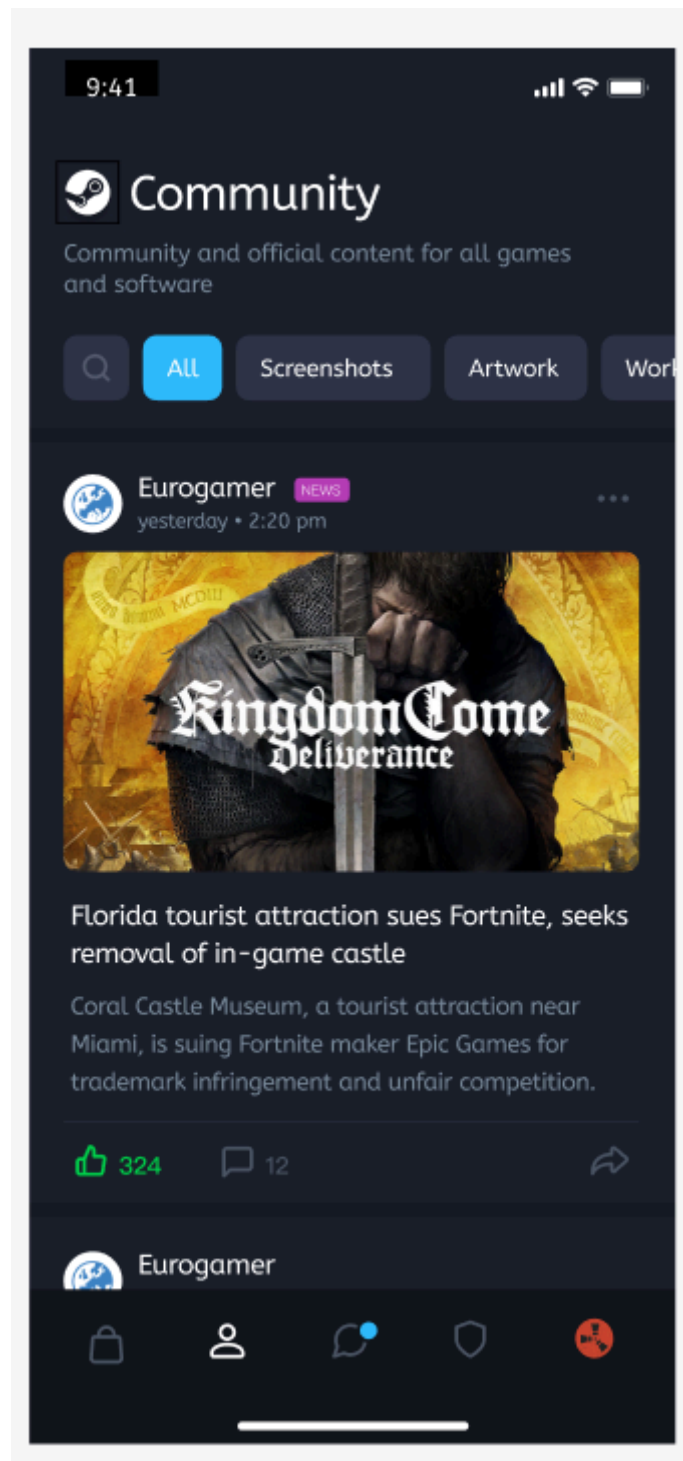 9:41
Community
Community and official content for all games
and software
All
Screenshots
Artwork
Work
Eurogamer NEWS
yesterday • 2:20 pm
MCDIII
Kingdom Come
Deliverance
Florida tourist attraction sues Fortnite, seeks
removal of in-game castle
Coral Castle Museum, a tourist attraction near
Miami, is suing Fortnite maker Epic Games for
trademark infringement and unfair competition.
324
12
Eurogamer